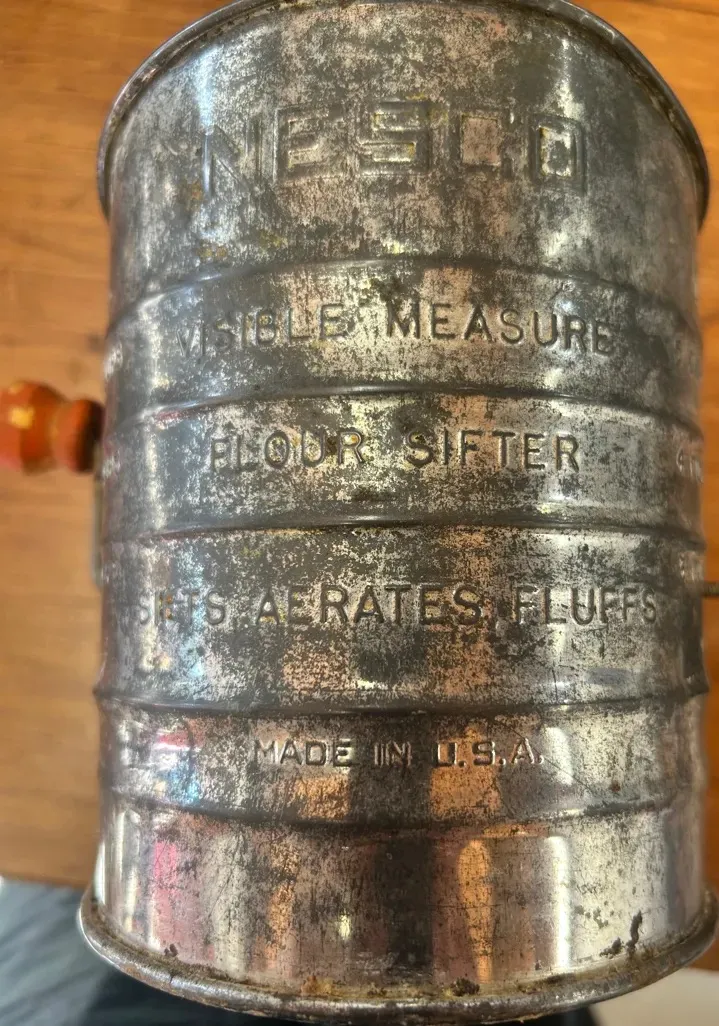 NESCO
VISIBLE MEASURE
FLOUR SIFTER
SIFTS, AERATES, FLUFFS
MADE IN U.S.A.